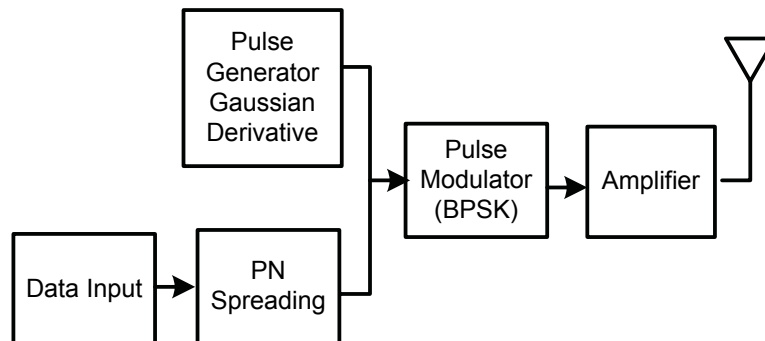 Pulse
Generator
Gaussian
Derivative
Pulse
Modulator
(BPSK)
Amplifier
Data Input
PN
Spreading